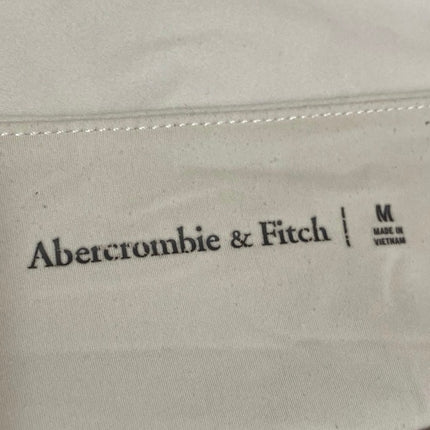 Abercrombie & Fitch | M
MADE IN
VIETNAM